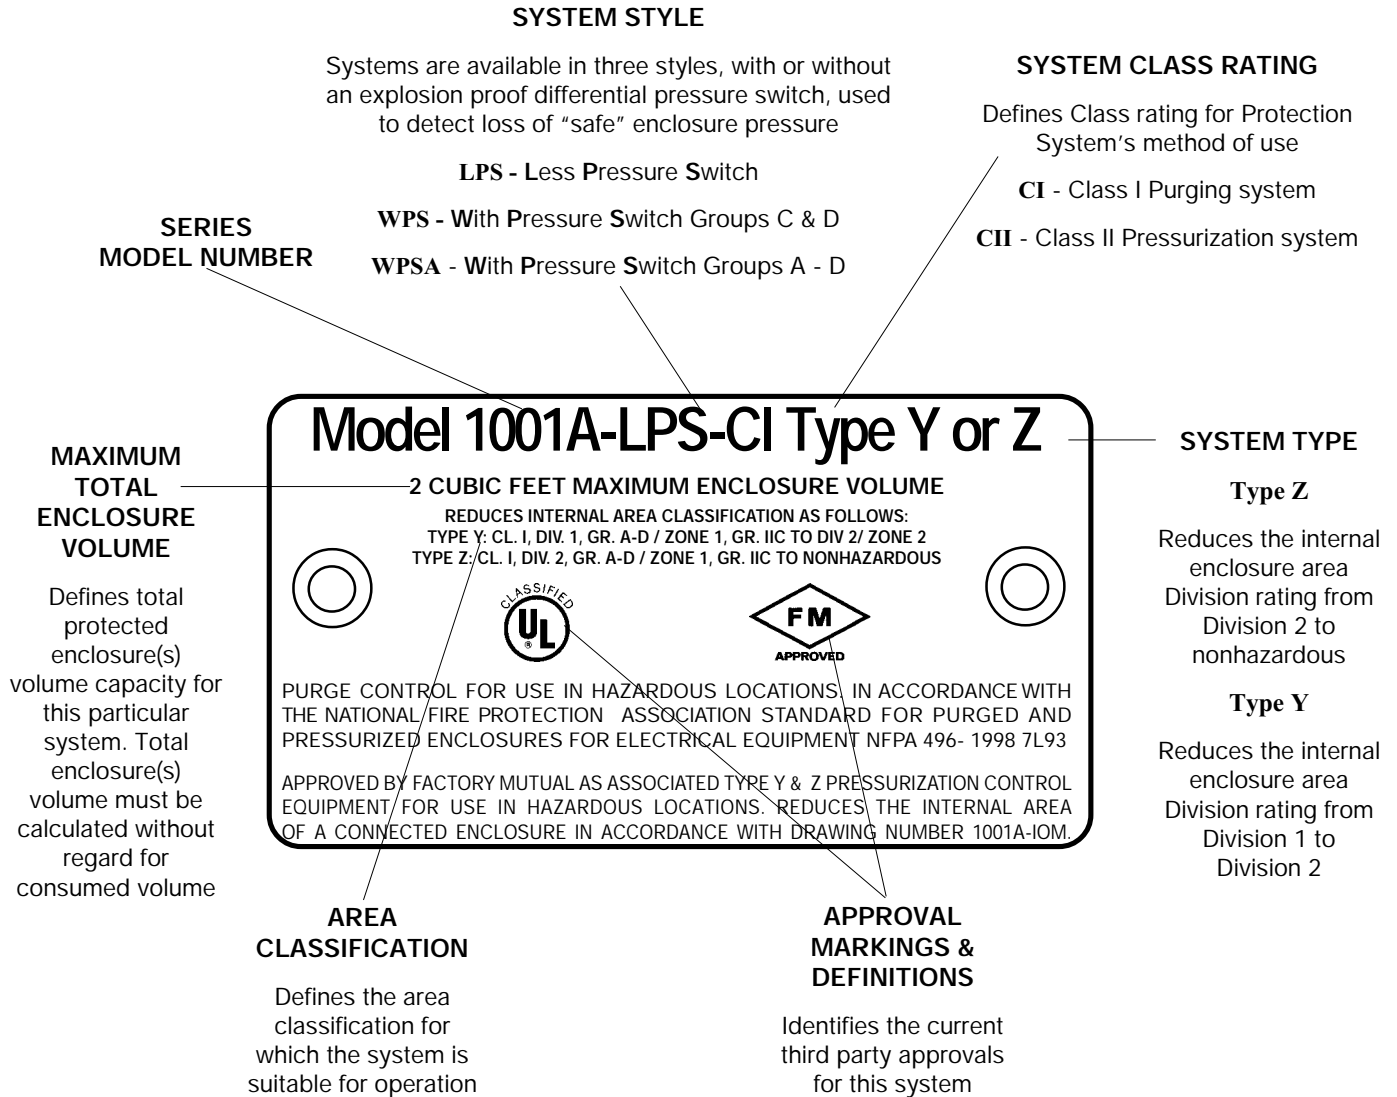 SYSTEM STYLE
Systems are available in three styles, with or without
an explosion proof differential pressure switch, used
to detect loss of “safe” enclosure pressure
LPS - Less Pressure Switch
WPS - With Pressure Switch Groups C & D
WPSA - With Pressure Switch Groups A - D
SYSTEM CLASS RATING
Defines Class rating for Protection
System’s method of use
CI - Class I Purging system
CII - Class II Pressurization system
SERIES
MODEL NUMBER
Model 1001A-LPS-CI Type Y or Z
2 CUBIC FEET MAXIMUM ENCLOSURE VOLUME
REDUCES INTERNAL AREA CLASSIFICATION AS FOLLOWS:
TYPE Y: CL. I, DIV. 1, GR. A-D / ZONE 1, GR. IIC TO DIV 2/ ZONE 2
TYPE Z: CL. I, DIV. 2, GR. A-D / ZONE 1, GR. IIC TO NONHAZARDOUS
CLASSIFIED
UL
®
FM
APPROVED
PURGE CONTROL FOR USE IN HAZARDOUS LOCATIONS. IN ACCORDANCE WITH
THE NATIONAL FIRE PROTECTION ASSOCIATION STANDARD FOR PURGED AND
PRESSURIZED ENCLOSURES FOR ELECTRICAL EQUIPMENT NFPA 496- 1998 7L93
APPROVED BY FACTORY MUTUAL AS ASSOCIATED TYPE Y & Z PRESSURIZATION CONTROL
EQUIPMENT FOR USE IN HAZARDOUS LOCATIONS. REDUCES THE INTERNAL AREA
OF A CONNECTED ENCLOSURE IN ACCORDANCE WITH DRAWING NUMBER 1001A-IOM.
MAXIMUM
TOTAL
ENCLOSURE
VOLUME
Defines total
protected
enclosure(s)
volume capacity for
this particular
system. Total
enclosure(s)
volume must be
calculated without
regard for
consumed volume
SYSTEM TYPE
Type Z
Reduces the internal
enclosure area
Division rating from
Division 2 to
nonhazardous
Type Y
Reduces the internal
enclosure area
Division rating from
Division 1 to
Division 2
AREA
CLASSIFICATION
Defines the area
classification for
which the system is
suitable for operation
APPROVAL
MARKINGS &
DEFINITIONS
Identifies the current
third party approvals
for this system